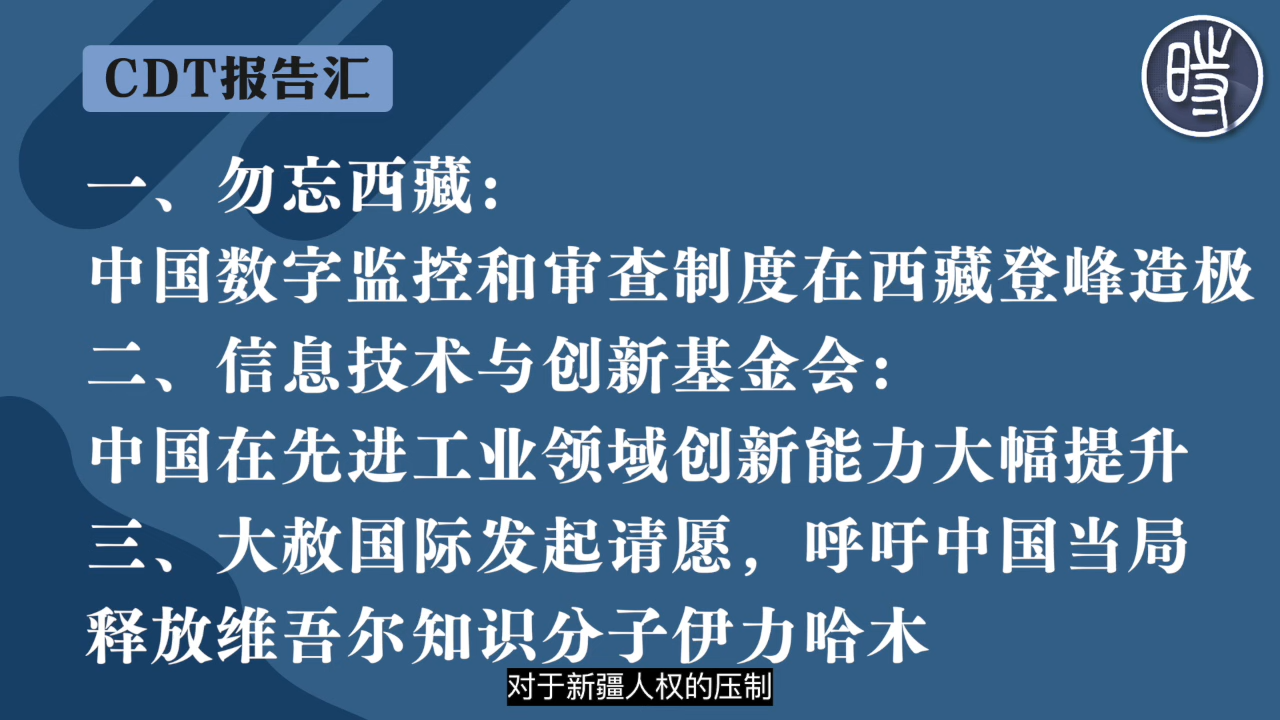 CDT报告汇
一、勿忘西藏：
中国数字监控和审查制度在西藏登峰造极
二、信息技术与创新基金会：
中国在先进工业领域创新能力大幅提升
三、大赦国际发起请愿，呼吁中国当局
释放维吾尔知识分子伊力哈木
对于新疆人权的压制